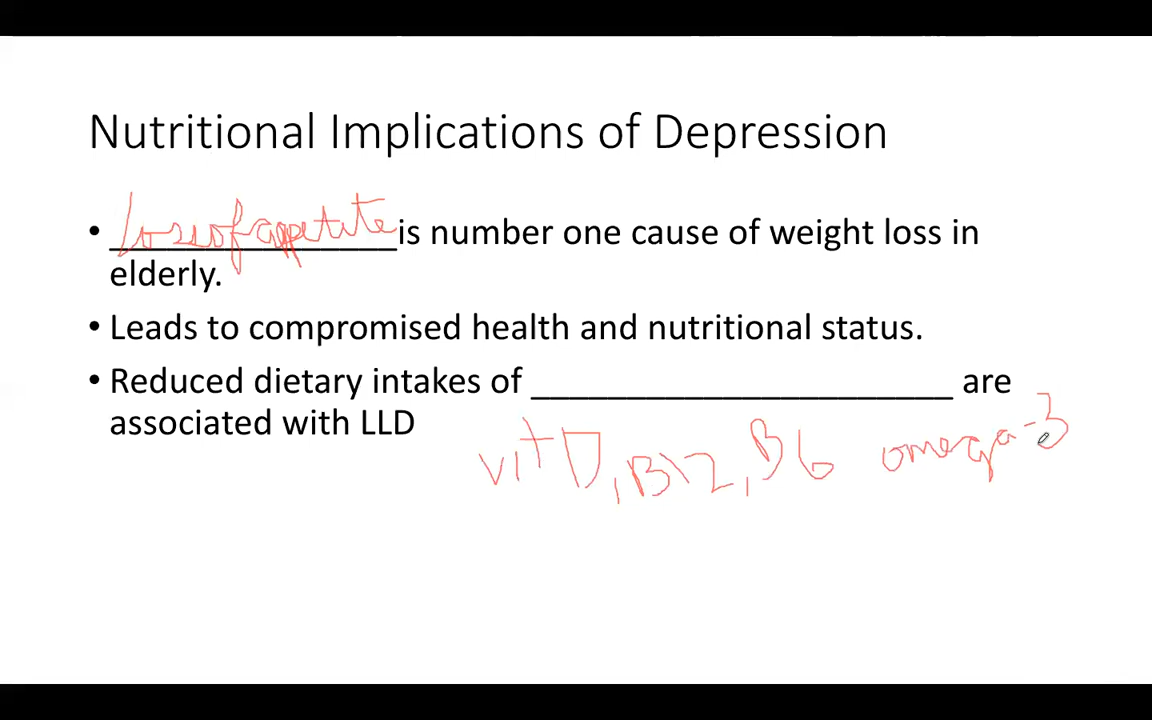 Nutritional Implications of Depression
• loss of appetite is number one cause of weight loss in
elderly.
• Leads to compromised health and nutritional status.
• Reduced dietary intakes of ______________________ are
associated with LLD
vit D, B12, B6 omega-3